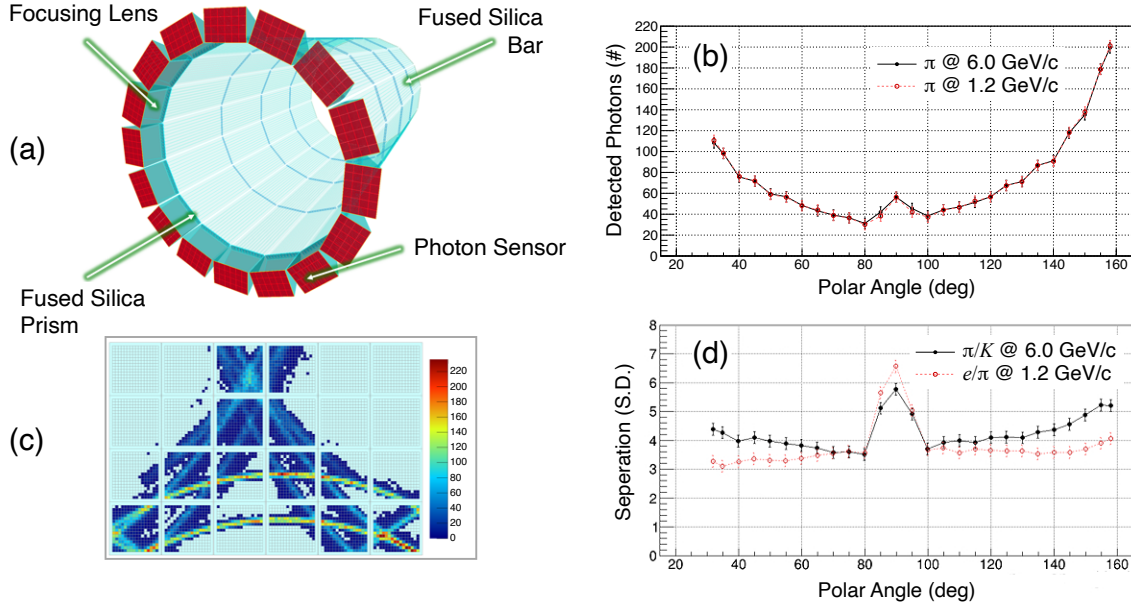 Focusing Lens
Fused Silica
Bar
(a)
Photon Sensor
Fused Silica
Prism
(b)
π @ 6.0 GeV/c
π @ 1.2 GeV/c
Detected Photons (#)
220
200
180
160
140
120
100
80
60
40
20
0
20 40 60 80 100 120 140 160
Polar Angle (deg)
(c)
220
200
180
160
140
120
100
80
60
40
20
0
(d)
π/K @ 6.0 GeV/c
e/π @ 1.2 GeV/c
Seperation (S.D.)
8
7
6
5
4
3
2
1
0
20 40 60 80 100 120 140 160
Polar Angle (deg)